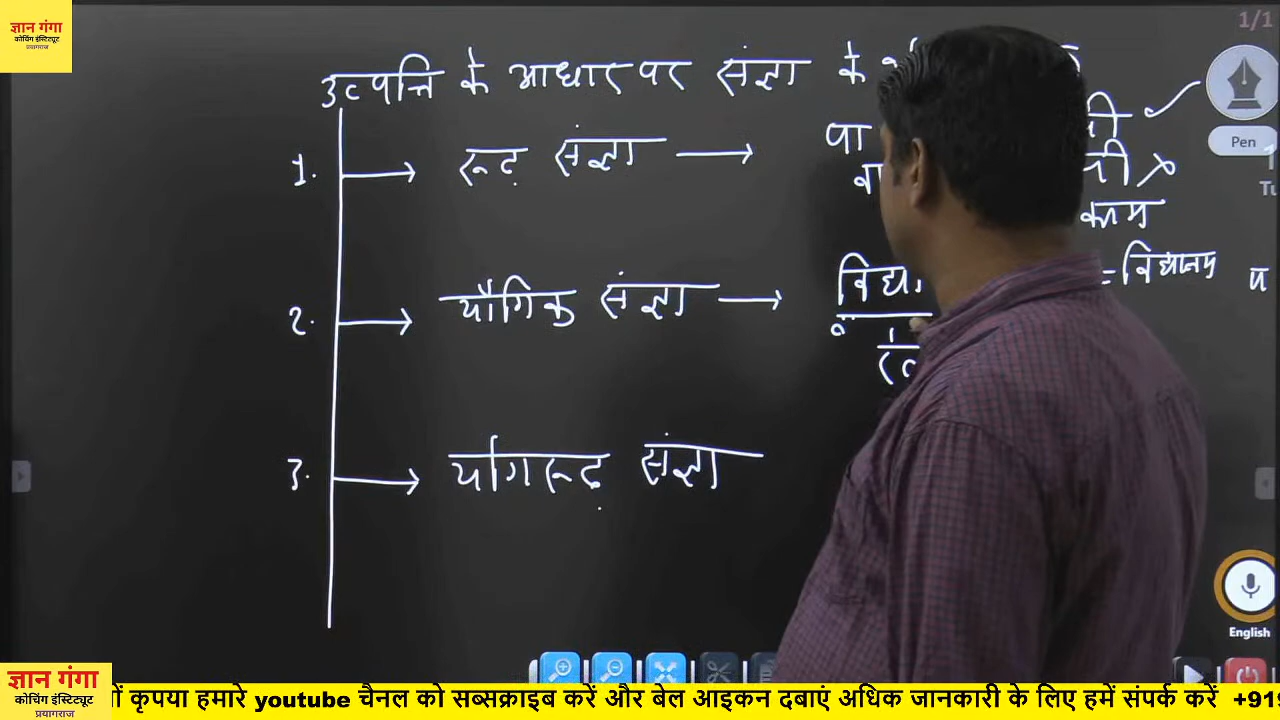 ज्ञान गंगा
कोचिंग इंस्टिट्यूट
प्रयागराज
1/1
Pen
उत्पत्ति के आधार पर संज्ञा के
1. → रूढ़ संज्ञा → पा
काम
2. → यौगिक संज्ञा → विद्या = विद्यालय
3. → योगरूढ़ संज्ञा
English
ज्ञान गंगा
कोचिंग इंस्टिट्यूट
प्रयागराज
कृपया हमारे youtube चैनल को सब्सक्राइब करें और बेल आइकन दबाएं अधिक जानकारी के लिए हमें संपर्क करें +91